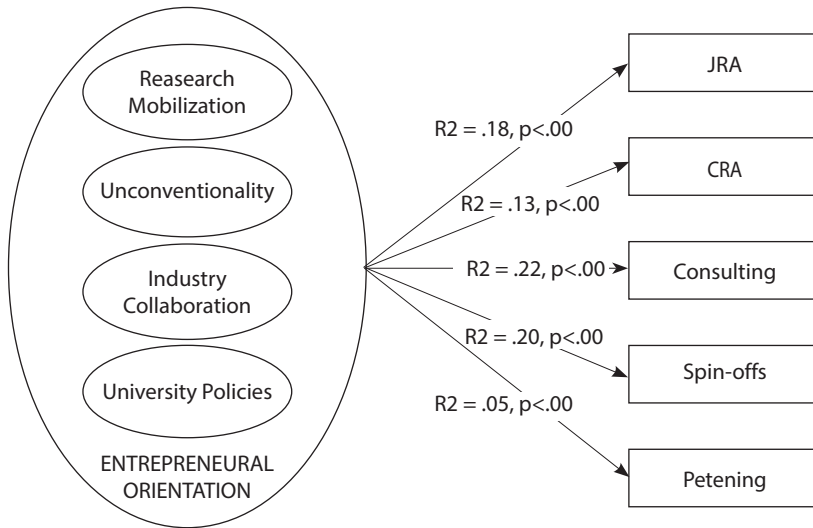 Reasearch
Mobilization
Unconventionality
Industry
Collaboration
University Policies
ENTREPRENEURAL
ORIENTATION
R2 = .18, p<.00
R2 = .13, p<.00
R2 = .22, p<.00
R2 = .20, p<.00
R2 = .05, p<.00
JRA
CRA
Consulting
Spin-offs
Petening